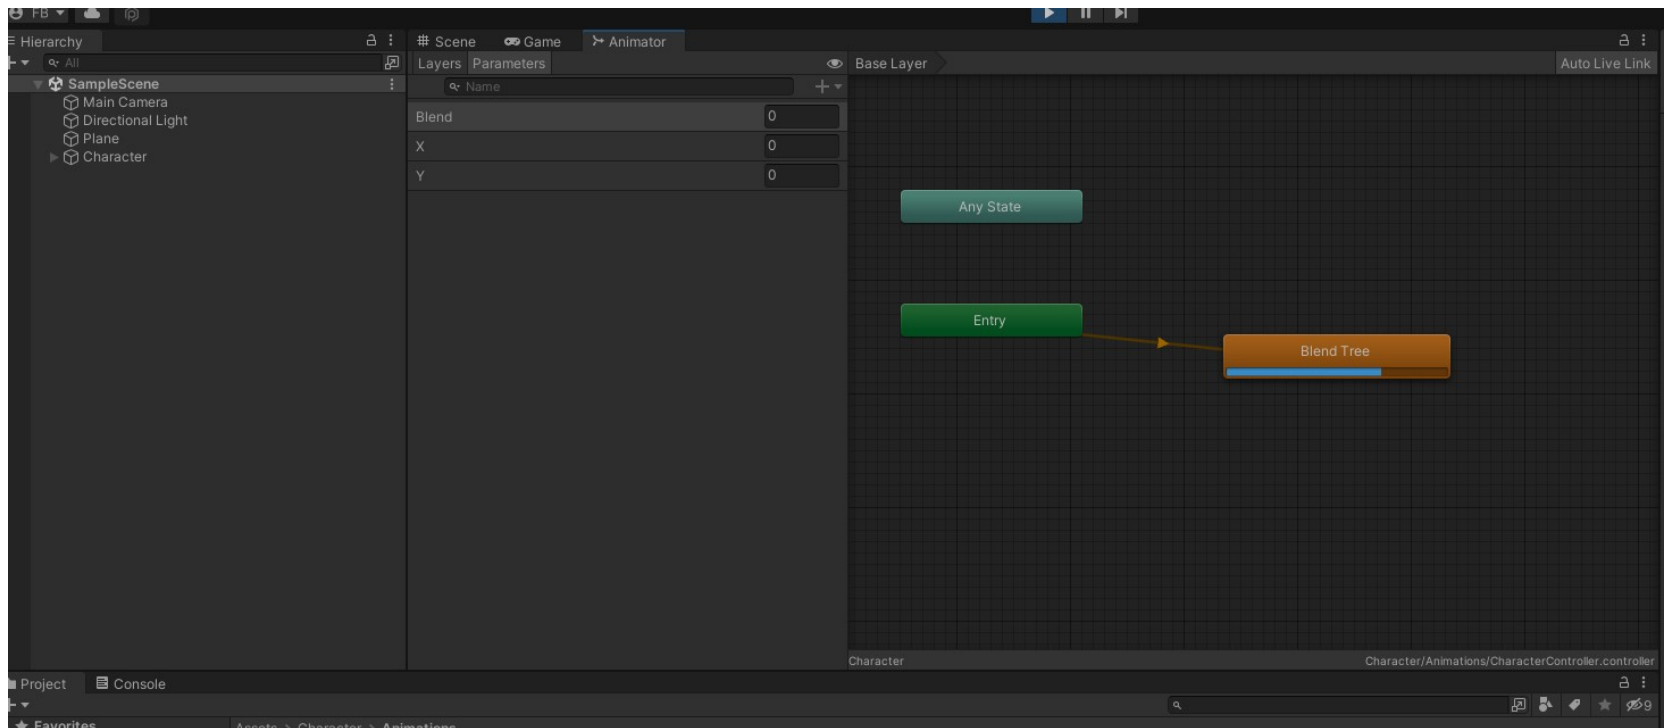 FB
Hierarchy
All
SampleScene
Main Camera
Directional Light
Plane
Character
Scene Game Animator
Layers Parameters
Name
Blend 0
X 0
Y 0
Base Layer
Auto Live Link
Any State
Entry
Blend Tree
Character
Character/Animations/CharacterController.controller
Project Console
9
Favorites
Assets > Character > Animations